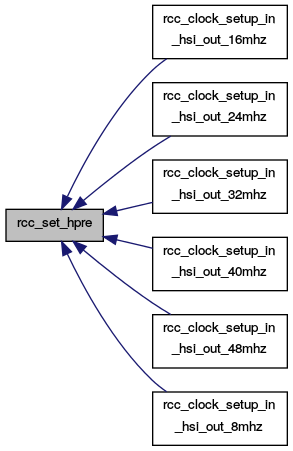 rcc_clock_setup_in
_hsi_out_16mhz
rcc_clock_setup_in
_hsi_out_24mhz
rcc_clock_setup_in
_hsi_out_32mhz
rcc_set_hpre
rcc_clock_setup_in
_hsi_out_40mhz
rcc_clock_setup_in
_hsi_out_48mhz
rcc_clock_setup_in
_hsi_out_8mhz